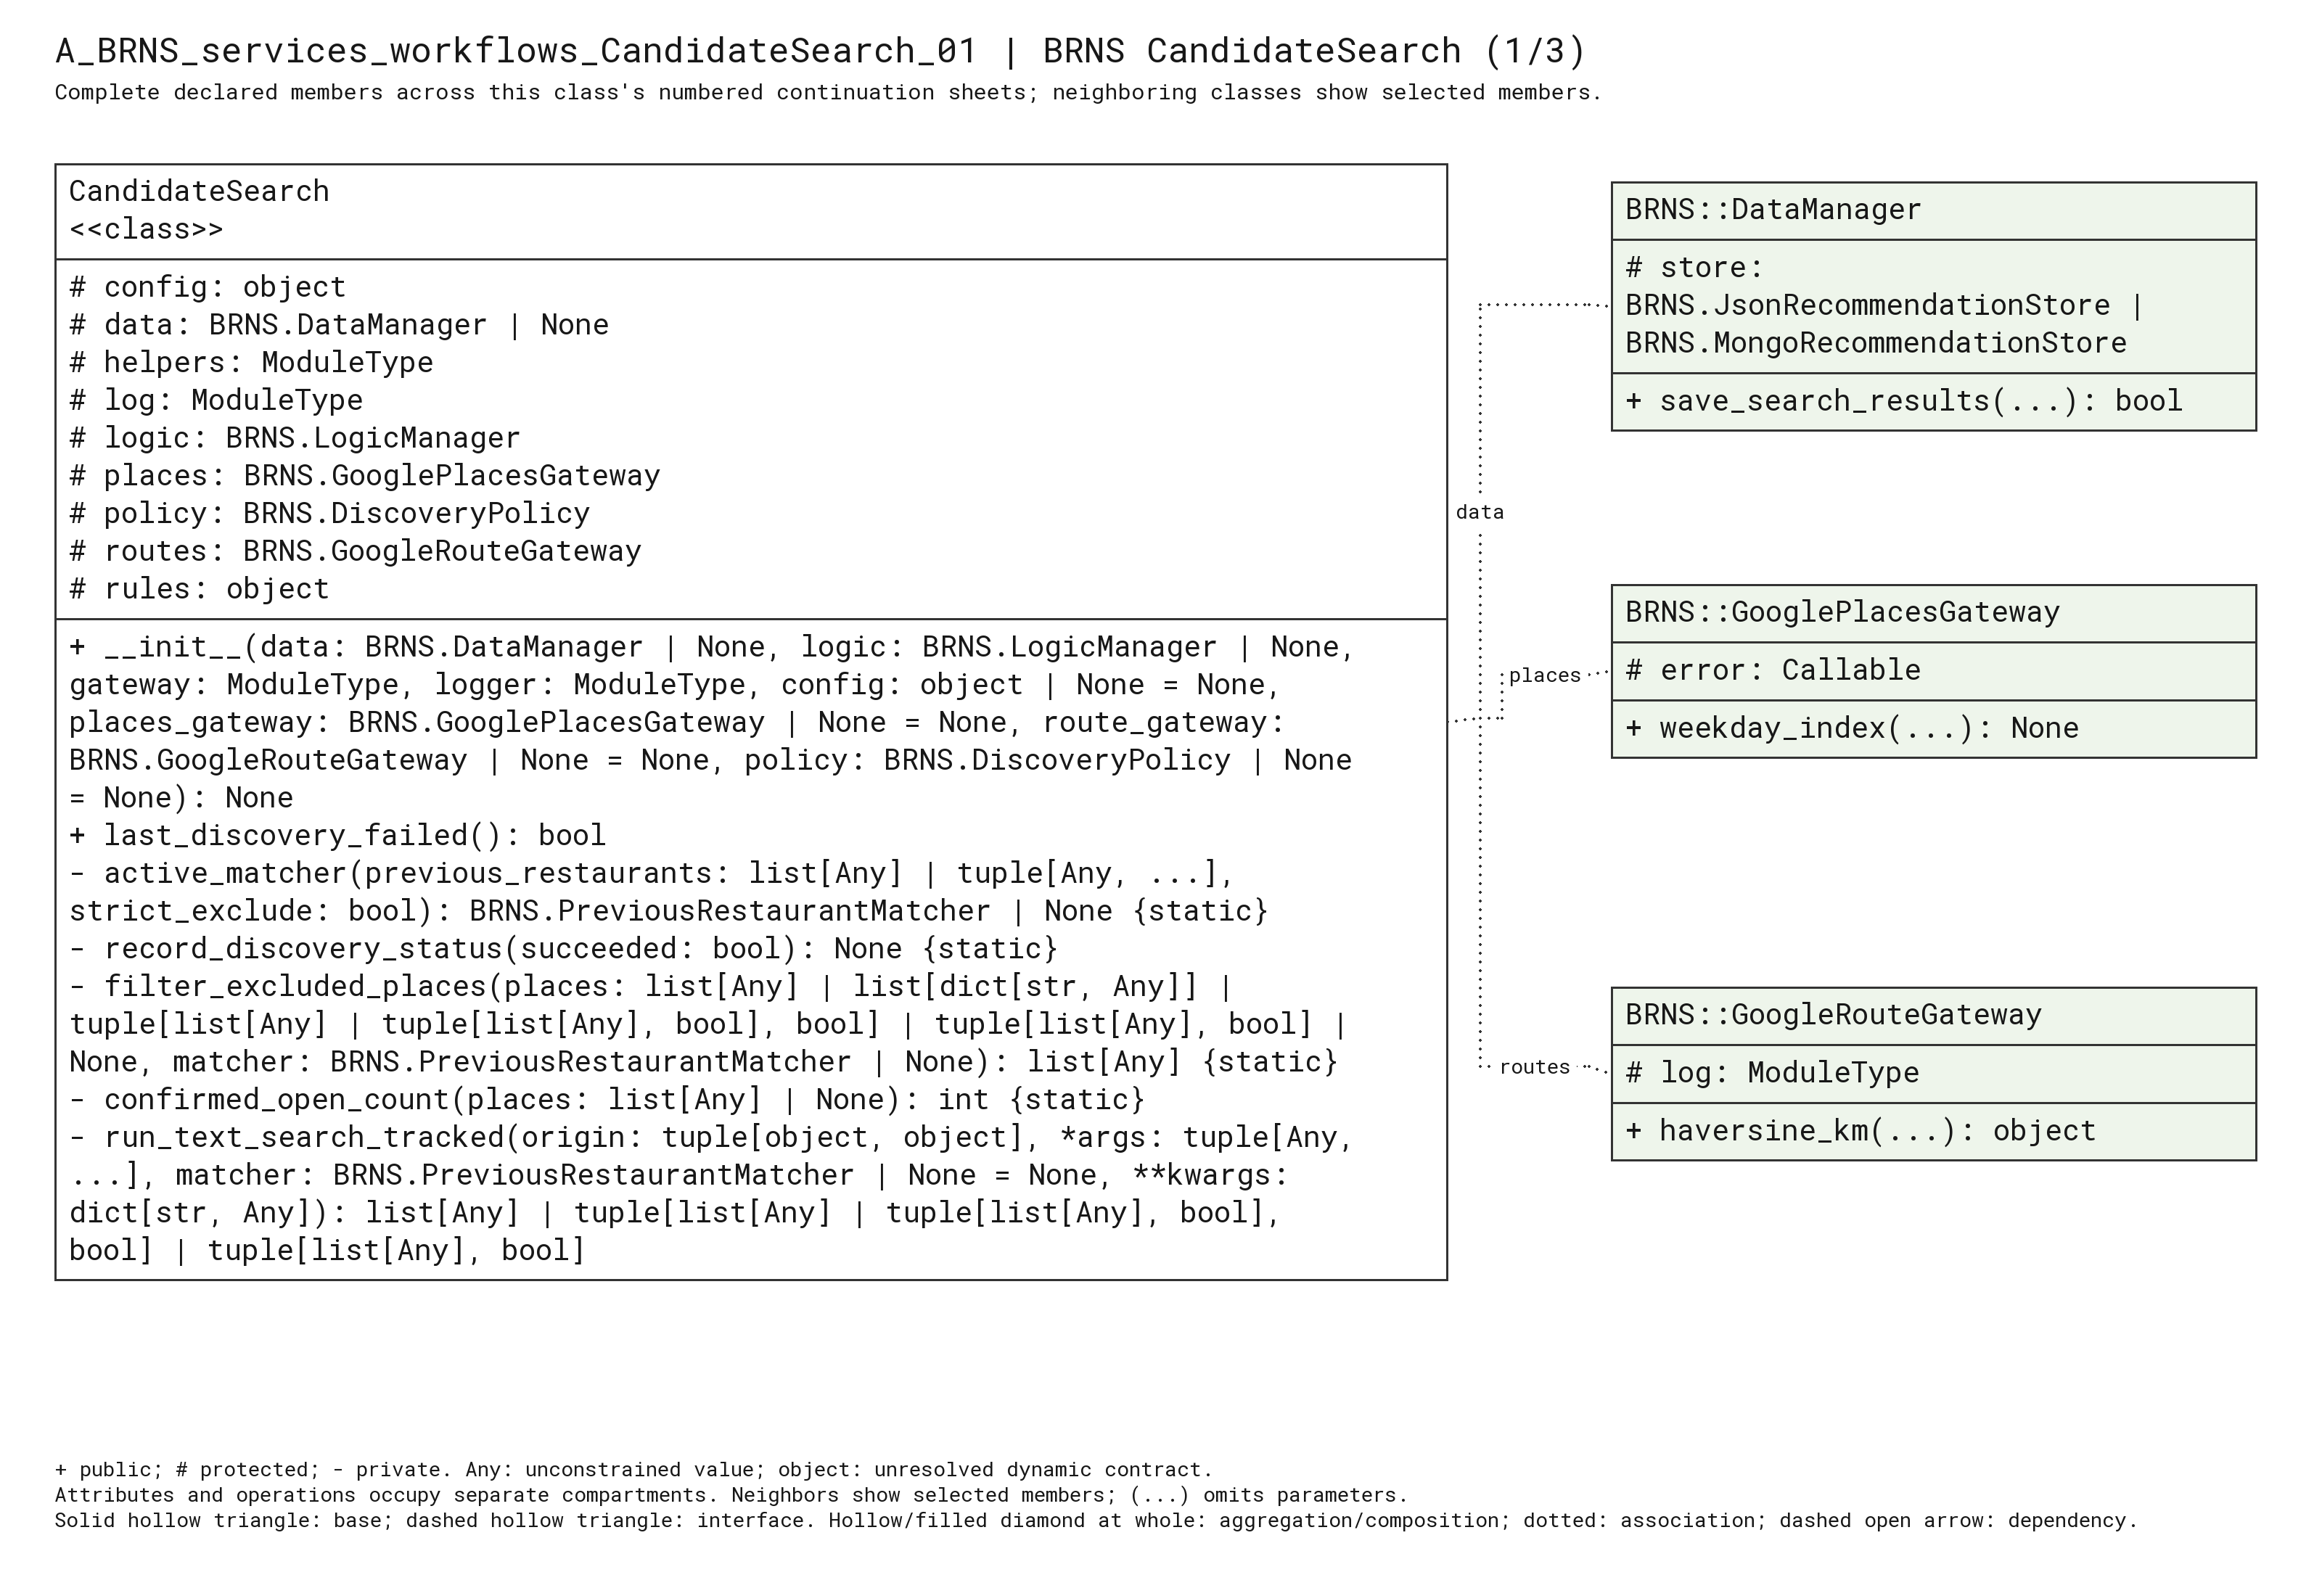 A_BRNS_services_workflows_CandidateSearch_01 | BRNS CandidateSearch (1/3)
Complete declared members across this class's numbered continuation sheets; neighboring classes show selected members.
CandidateSearch
<<class>>
# config: object
# data: BRNS.DataManager | None
# helpers: ModuleType
# log: ModuleType
# logic: BRNS.LogicManager
# places: BRNS.GooglePlacesGateway
# policy: BRNS.DiscoveryPolicy
# routes: BRNS.GoogleRouteGateway
# rules: object
+ __init__(data: BRNS.DataManager | None, logic: BRNS.LogicManager | None,
gateway: ModuleType, logger: ModuleType, config: object | None = None,
places_gateway: BRNS.GooglePlacesGateway | None = None, route_gateway:
BRNS.GoogleRouteGateway | None = None, policy: BRNS.DiscoveryPolicy | None
= None): None
+ last_discovery_failed(): bool
- active_matcher(previous_restaurants: list[Any] | tuple[Any, ...],
strict_exclude: bool): BRNS.PreviousRestaurantMatcher | None {static}
- record_discovery_status(succeeded: bool): None {static}
- filter_excluded_places(places: list[Any] | list[dict[str, Any]] |
tuple[list[Any] | tuple[list[Any], bool], bool] | tuple[list[Any], bool] |
None, matcher: BRNS.PreviousRestaurantMatcher | None): list[Any] {static}
- confirmed_open_count(places: list[Any] | None): int {static}
- run_text_search_tracked(origin: tuple[object, object], *args: tuple[Any,
...], matcher: BRNS.PreviousRestaurantMatcher | None = None, **kwargs:
dict[str, Any]): list[Any] | tuple[list[Any] | tuple[list[Any], bool],
bool] | tuple[list[Any], bool]
data
places
routes
BRNS::DataManager
# store:
BRNS.JsonRecommendationStore |
BRNS.MongoRecommendationStore
+ save_search_results(...): bool
BRNS::GooglePlacesGateway
# error: Callable
+ weekday_index(...): None
BRNS::GoogleRouteGateway
# log: ModuleType
+ haversine_km(...): object
+ public; # protected; - private. Any: unconstrained value; object: unresolved dynamic contract.
Attributes and operations occupy separate compartments. Neighbors show selected members; (...) omits parameters.
Solid hollow triangle: base; dashed hollow triangle: interface. Hollow/filled diamond at whole: aggregation/composition; dotted: association; dashed open arrow: dependency.